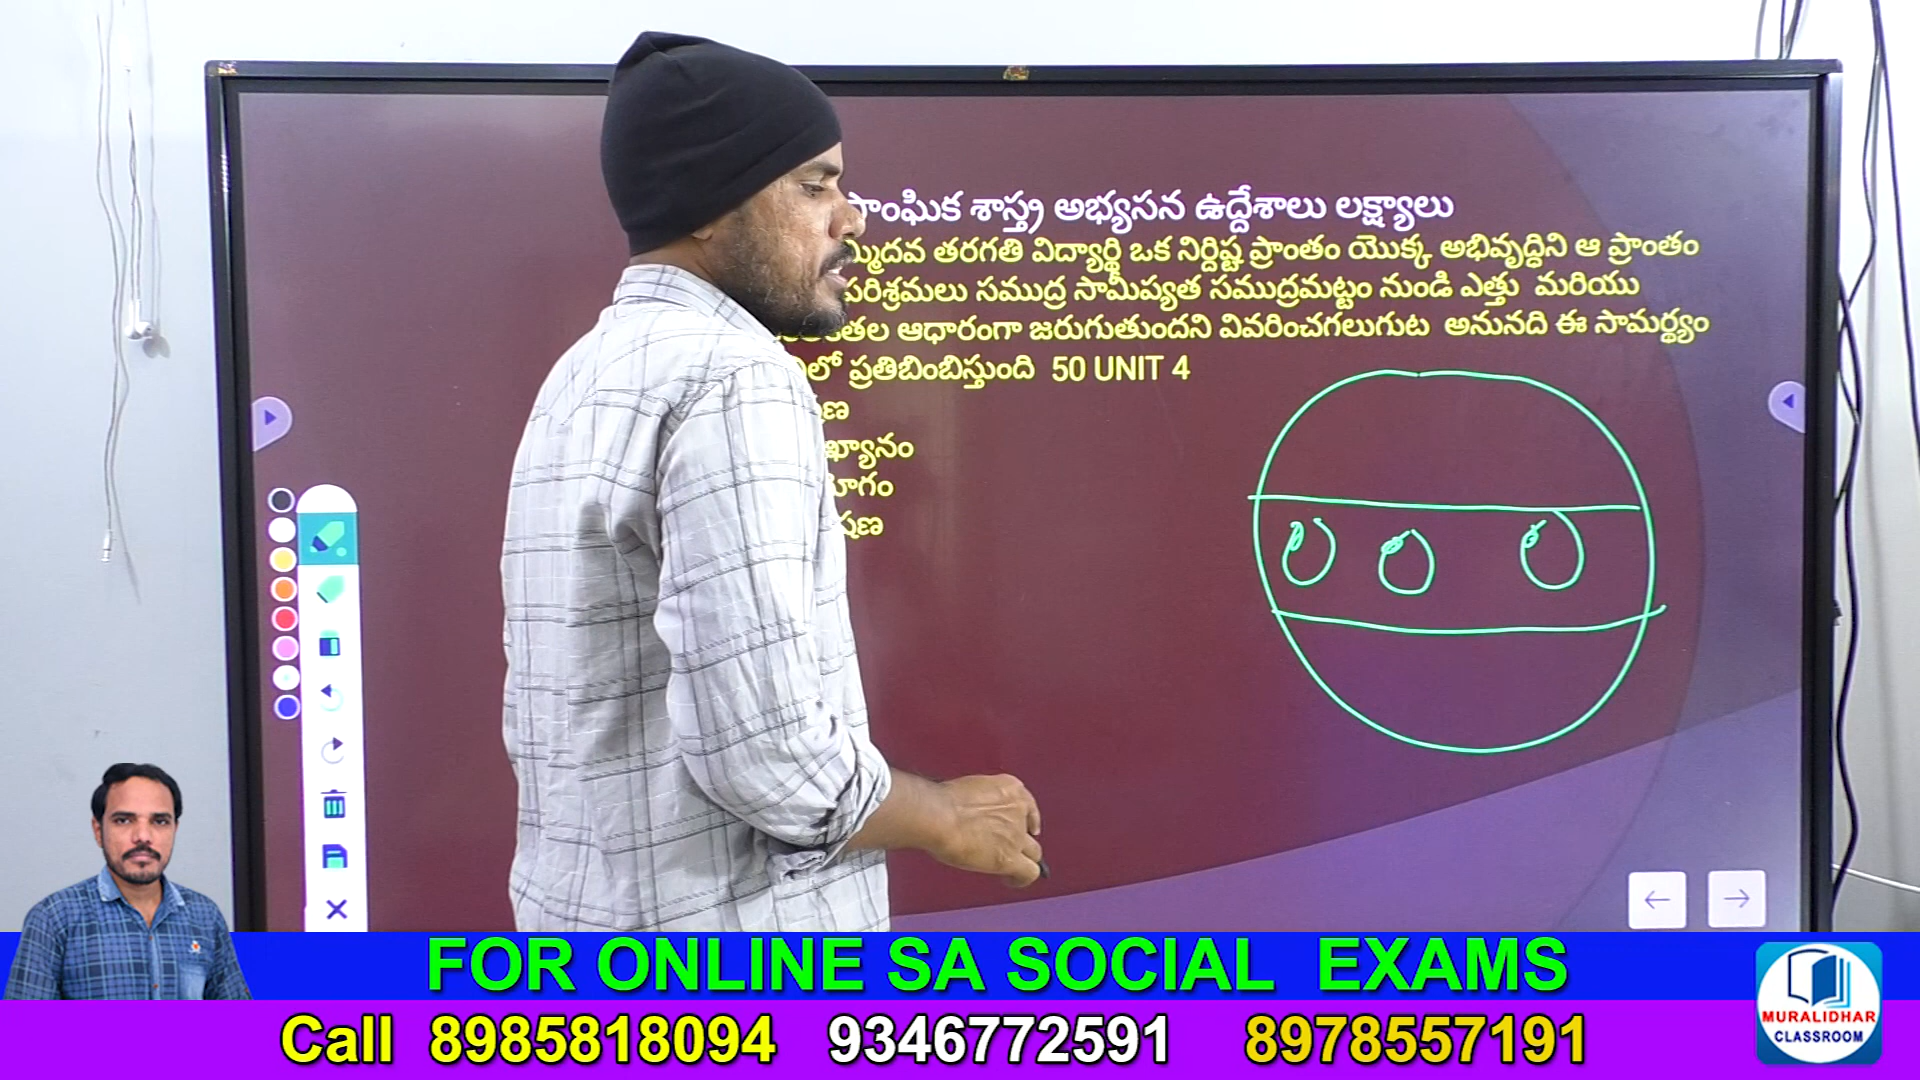 సాంఘిక శాస్త్ర అభ్యసన ఉద్దేశాలు లక్ష్యాలు
తరగతి విద్యార్థి ఒక నిర్దిష్ట ప్రాంతం యొక్క అభివృద్ధిని ఆ ప్రాంతం
పరిశ్రమలు సముద్ర సామీప్యత సముద్రమట్టం నుండి ఎత్తు మరియు
ఆధారంగా జరుగుతుందని వివరించగలుగుట అనునది ఈ సామర్థ్యం
ప్రతిబింబిస్తుంది 50 UNIT 4
FOR ONLINE SA SOCIAL EXAMS
Call 8985818094 9346772591 8978557191
MURALIDHAR
CLASSROOM